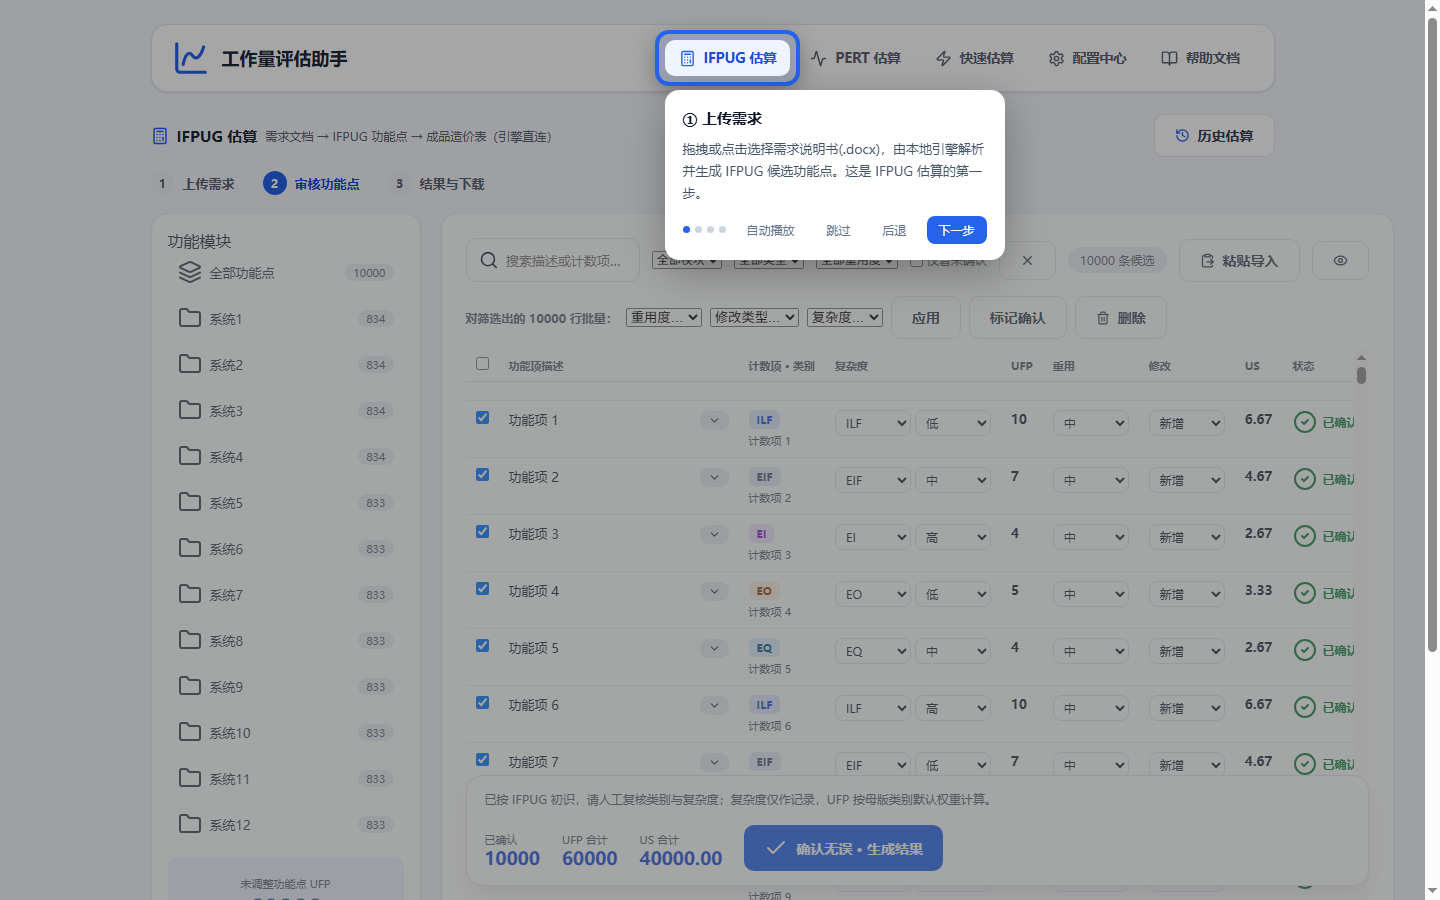 工作量评估助手
IFPUG 估算
PERT 估算
快速估算
配置中心
帮助文档
IFPUG 估算 需求文档 → IFPUG 功能点 → 成品造价表（引擎直连）
历史估算
① 上传需求
拖拽或点击选择需求说明书(.docx)，由本地引擎解析
并生成 IFPUG 候选功能点。这是 IFPUG 估算的第一
步。
自动播放 跳过 后退 下一步
1 上传需求 2 审核功能点 3 结果与下载
功能模块
全部功能点 10000
系统1 834
系统2 834
系统3 834
系统4 834
系统5 833
系统6 833
系统7 833
系统8 833
系统9 833
系统10 833
系统11 833
系统12 833
未调整功能点 UFP
搜索描述或计数项...
10000 条候选
粘贴导入
对筛选出的 10000 行批量： 重用度... 修改类型... 复杂度... 应用 标记确认 删除
功能项描述 计数项 • 类别 复杂度 UFP 重用 修改 US 状态
功能项 1 ILF ILF 低 10 中 新增 6.67 已确认
计数项 1
功能项 2 EIF EIF 中 7 中 新增 4.67 已确认
计数项 2
功能项 3 EI EI 高 4 中 新增 2.67 已确认
计数项 3
功能项 4 EO EO 低 5 中 新增 3.33 已确认
计数项 4
功能项 5 EQ EQ 中 4 中 新增 2.67 已确认
计数项 5
功能项 6 ILF ILF 高 10 中 新增 6.67 已确认
计数项 6
功能项 7 EIF EIF 低 7 中 新增 4.67 已确认
已按 IFPUG 初识，请人工复核类别与复杂度；复杂度仅作记录，UFP 按母版类别默认权重计算。
已确认 UFP 合计 US 合计
10000 60000 40000.00
确认无误 • 生成结果
计数项 9